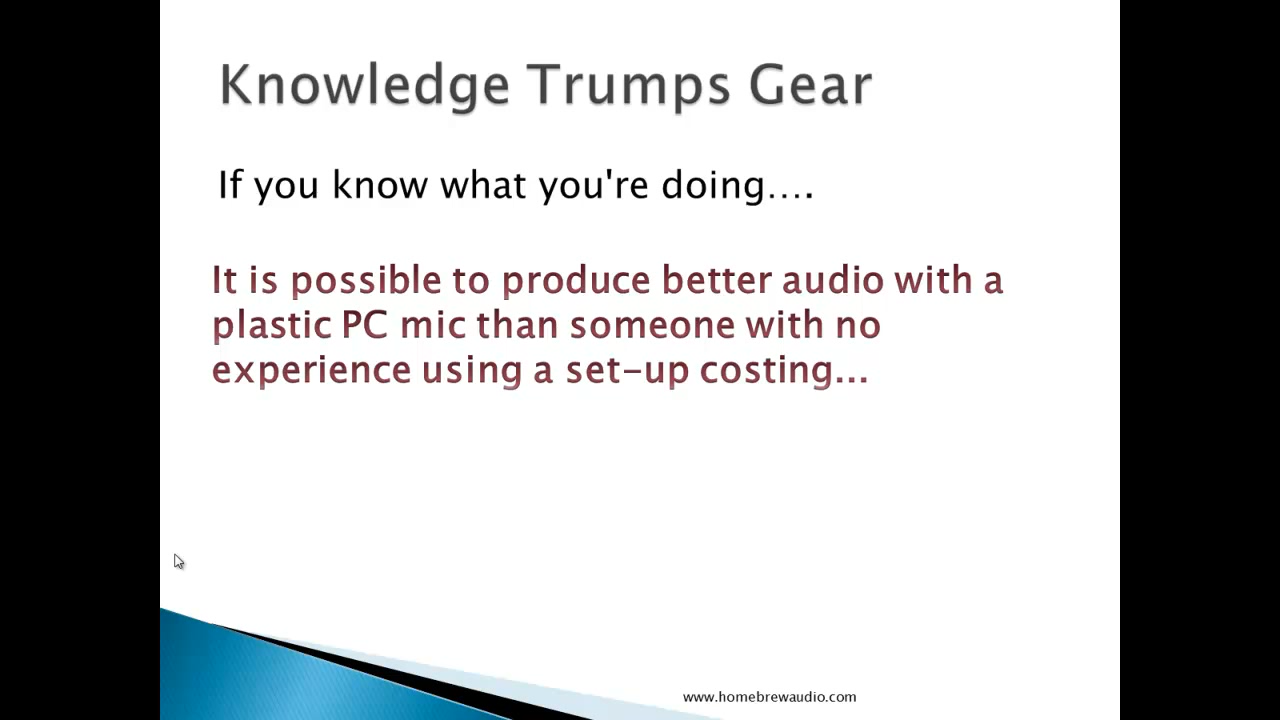 Knowledge Trumps Gear
If you know what you're doing….
It is possible to produce better audio with a
plastic PC mic than someone with no
experience using a set-up costing...
www.homebrewaudio.com